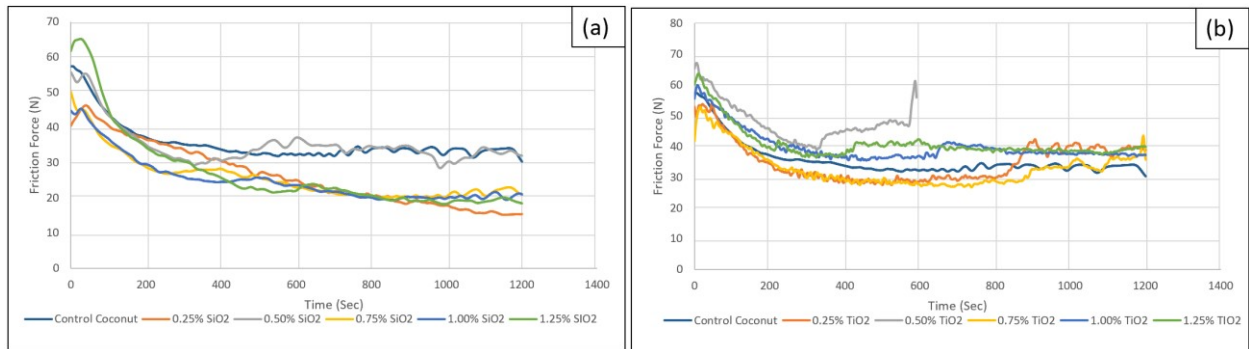 (a)
70
60
50
40
30
20
10
0
Friction Force (N)
0 200 400 600 800 1000 1200 1400
Time (Sec)
Control Coconut 0.25% SiO2 0.50% SiO2 0.75% SiO2 1.00% SiO2 1.25% SIO2
(b)
80
70
60
50
40
30
20
10
0
Friction Force (N)
0 200 400 600 800 1000 1200 1400
Time (Sec)
Control Coconut 0.25% TiO2 0.50% TiO2 0.75% TiO2 1.00% TiO2 1.25% TIO2